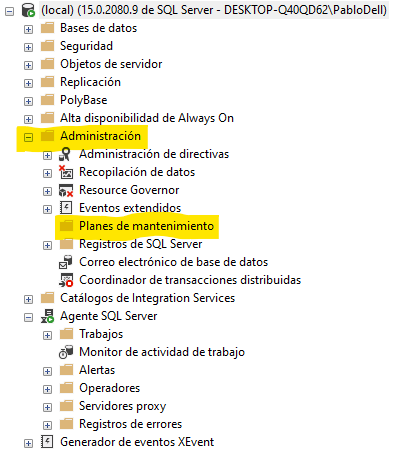 (local) (15.0.2080.9 de SQL Server - DESKTOP-Q40QD62\PabloDell)
Bases de datos
Seguridad
Objetos de servidor
Replicación
PolyBase
Alta disponibilidad de Always On
Administración
Administración de directivas
Recopilación de datos
Resource Governor
Eventos extendidos
Planes de mantenimiento
Registros de SQL Server
Correo electrónico de base de datos
Coordinador de transacciones distribuidas
Catálogos de Integration Services
Agente SQL Server
Trabajos
Monitor de actividad de trabajo
Alertas
Operadores
Servidores proxy
Registros de errores
Generador de eventos XEvent